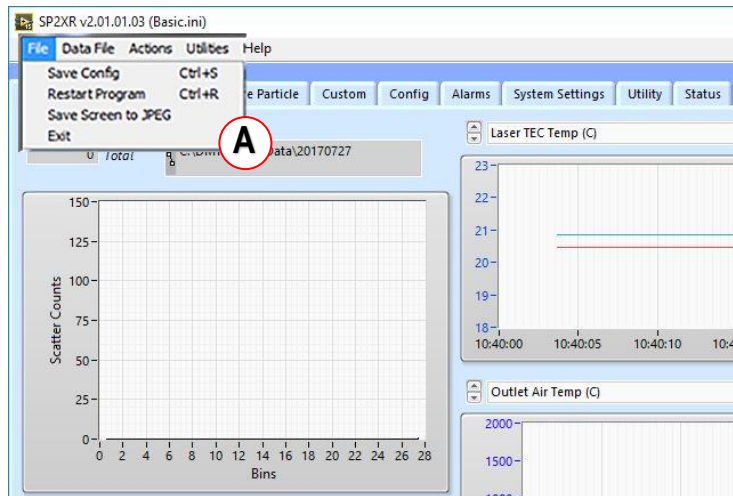 SP2XR v2.01.01.03 (Basic.ini)
File Data File Actions Utilities Help
Save Config Ctrl+S
Restart Program Ctrl+R
Save Screen to JPEG
Exit
e Particle Custom Config Alarms System Settings Utility Status
A
0 Total
Data\20170727
Laser TEC Temp (C)
23
22
21
20
19
18
10:40:00 10:40:05 10:40:10 10:4
150
125
100
75
50
25
0
Scatter Counts
0 2 4 6 8 10 12 14 16 18 20 22 24 26 28
Bins
Outlet Air Temp (C)
2000
1500